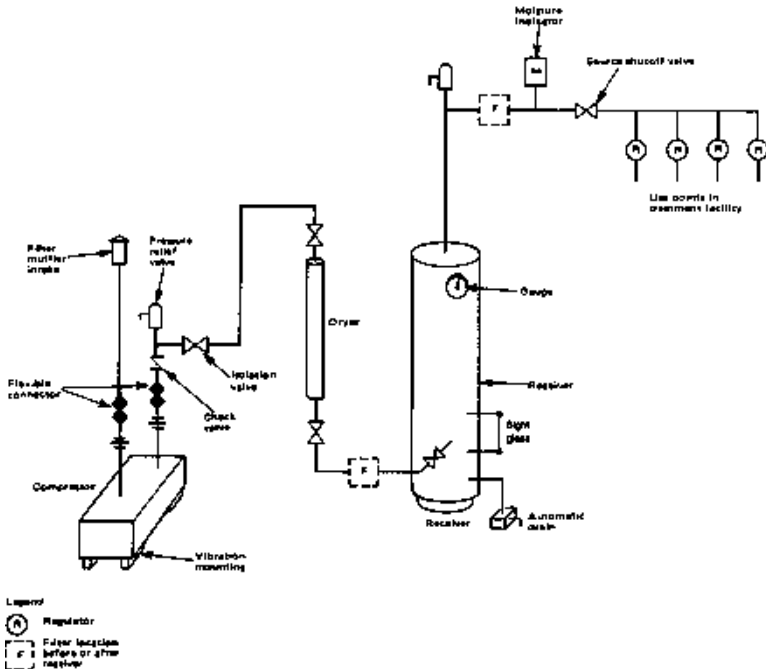 Moisture
indicator
Source shutoff valve
F
R
R
R
R
Use points in
treatment facility
Filter
muffler
intake
Pressure
relief
valve
Gauge
Dryer
Isolation
valve
Receiver
Flexible
connector
Check
valve
Sight
glass
Compressor
F
Automatic
drain
Receiver
Vibration
mounting
Legend
R
Regulator
F
Filter location
before or after
receiver